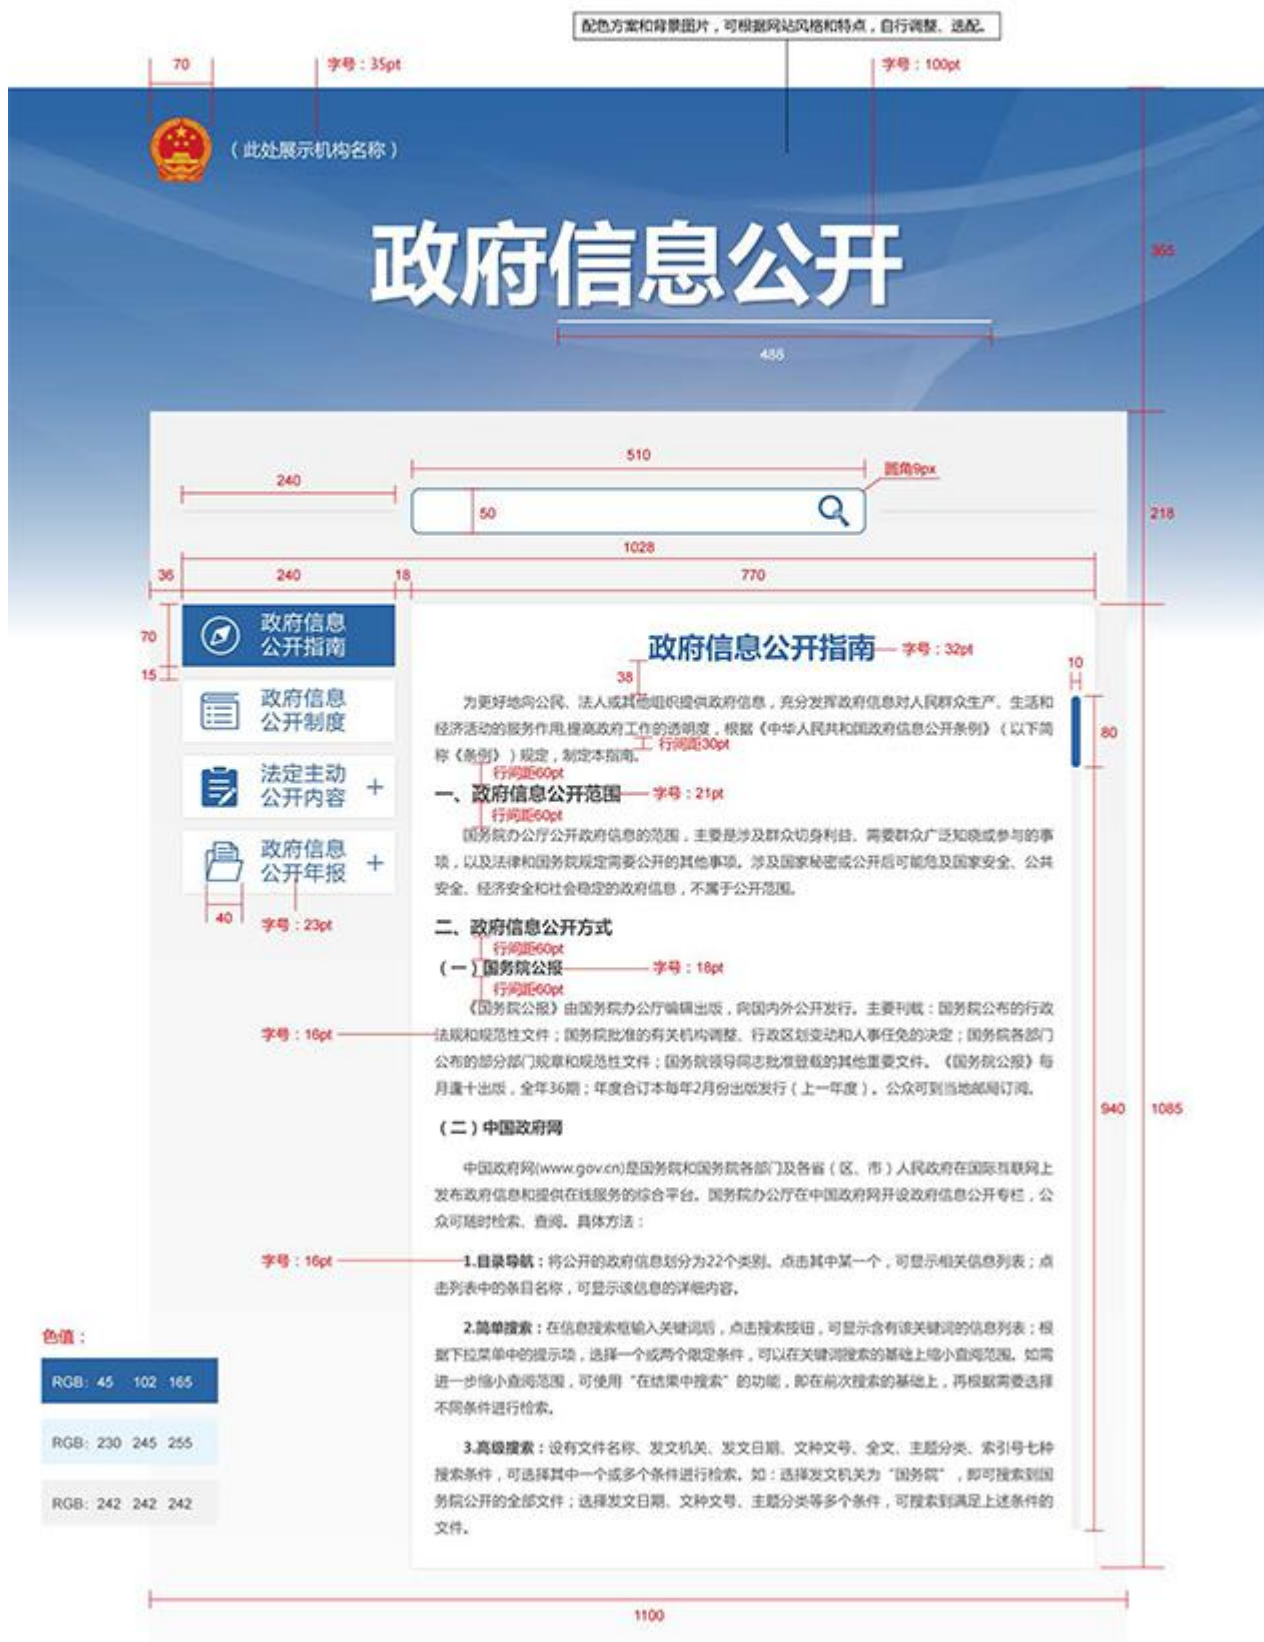 配色方案和背景图片，可根据网站风格和特点，自行调整、选配。
70
字号：35pt
字号：100pt
（此处展示机构名称）
政府信息公开
365
488
510
圆角9px
240
50
218
1028
36
240
18
770
70
15
政府信息
公开指南
政府信息
公开制度
法定主动
公开内容
+
政府信息
公开年报
+
40
字号：23pt
政府信息公开指南
字号：32pt
38
10
80
为更好地向公民、法人或其他组织提供政府信息，充分发挥政府信息对人民群众生产、生活和
经济活动的服务作用,提高政府工作的透明度，根据《中华人民共和国政府信息公开条例》（以下简
行间距30pt
称《条例》）规定，制定本指南。
行间距60pt
一、政府信息公开范围
字号：21pt
行间距60pt
国务院办公厅公开政府信息的范围，主要是涉及群众切身利益、需要群众广泛知晓或参与的事
项，以及法律和国务院规定需要公开的其他事项。涉及国家秘密或公开后可能危及国家安全、公共
安全、经济安全和社会稳定的政府信息，不属于公开范围。
二、政府信息公开方式
行间距60pt
（一）国务院公报
字号：18pt
行间距60pt
《国务院公报》由国务院办公厅编辑出版，向国内外公开发行。主要刊载：国务院公布的行政
字号：16pt
法规和规范性文件；国务院批准的有关机构调整、行政区划变动和人事任免的决定；国务院各部门
公布的部分部门规章和规范性文件；国务院领导同志批准登载的其他重要文件。《国务院公报》每
月逢十出版，全年36期；年度合订本每年2月份出版发行（上一年度）。公众可到当地邮局订阅。
940
1085
（二）中国政府网
中国政府网(www.gov.cn)是国务院和国务院各部门及各省（区、市）人民政府在国际互联网上
发布政府信息和提供在线服务的综合平台。国务院办公厅在中国政府网开设政府信息公开专栏，公
众可随时检索、查阅。具体方法：
字号：16pt
1.目录导航：将公开的政府信息划分为22个类别。点击其中某一个，可显示相关信息列表；点
击列表中的条目名称，可显示该信息的详细内容。
2.简单搜索：在信息搜索框输入关键词后，点击搜索按钮，可显示含有该关键词的信息列表；根
据下拉菜单中的提示项，选择一个或两个限定条件，可以在关键词搜索的基础上缩小查阅范围。如需
进一步缩小查阅范围，可使用“在结果中搜索”的功能，即在前次搜索的基础上，再根据需要选择
不同条件进行检索。
3.高级搜索：设有文件名称、发文机关、发文日期、文种文号、全文、主题分类、索引号七种
搜索条件，可选择其中一个或多个条件进行检索。如：选择发文机关为“国务院”，即可搜索到国
务院公开的全部文件；选择发文日期、文种文号、主题分类等多个条件，可搜索到满足上述条件的
文件。
色值：
RGB: 45 102 165
RGB: 230 245 255
RGB: 242 242 242
1100